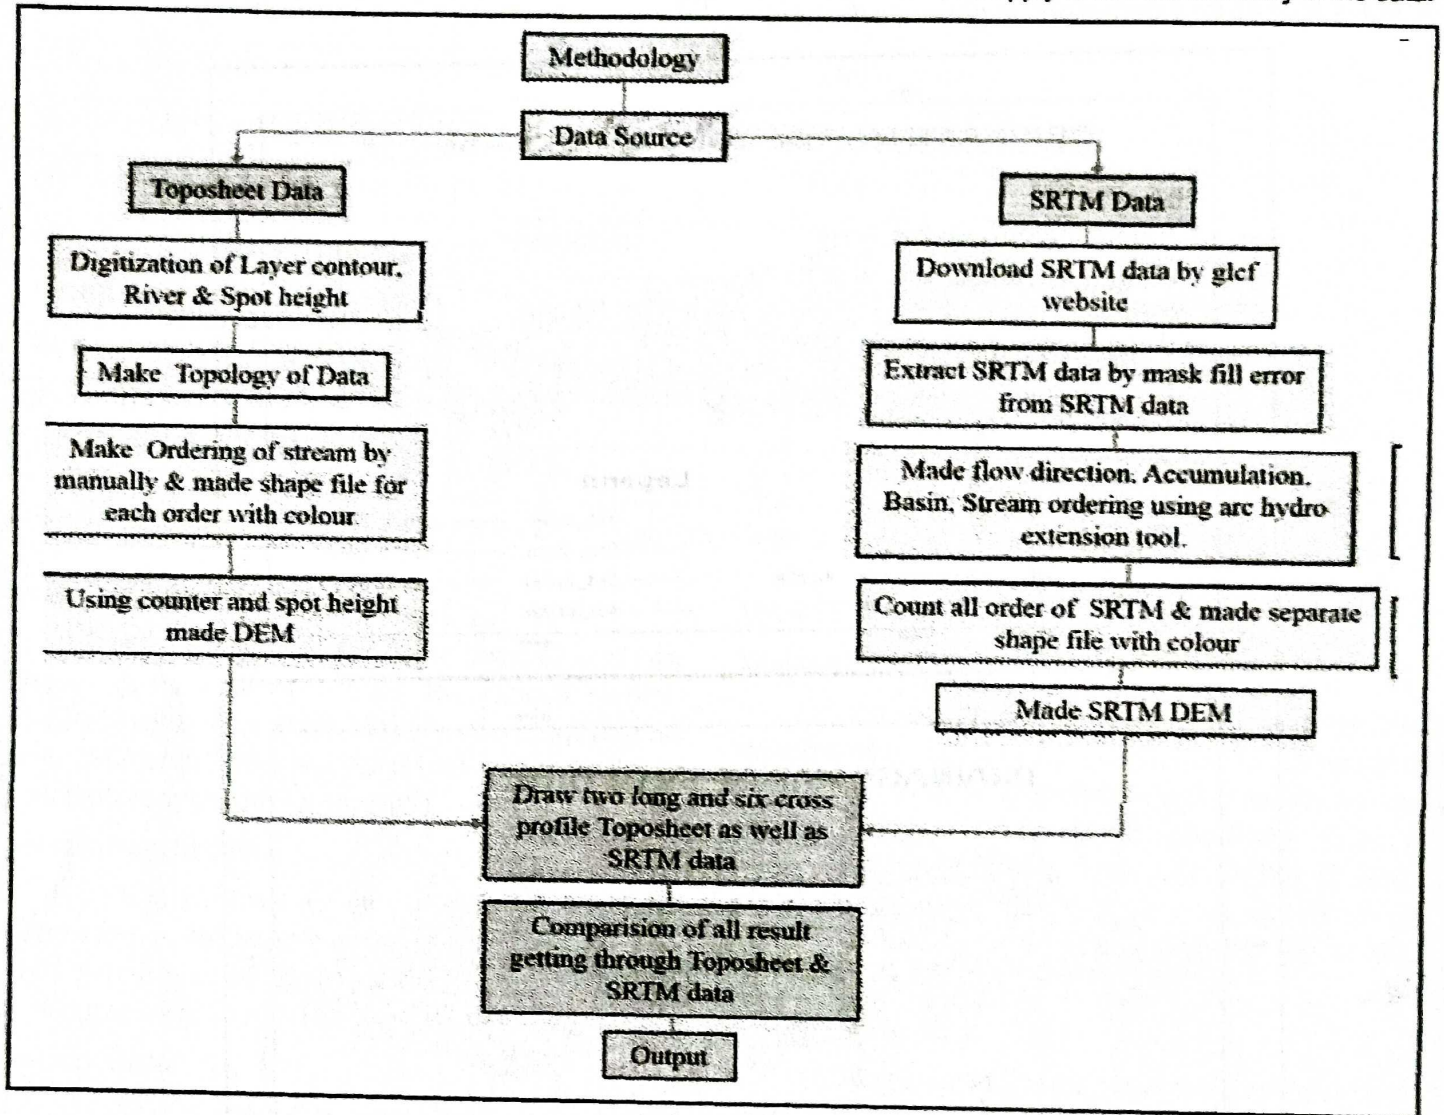 Methodology
Data Source
Toposheet Data
Digitization of Layer contour,
River & Spot height
Make Topology of Data
Make Ordering of stream by
manually & made shape file for
each order with colour
Using counter and spot height
made DEM
SRTM Data
Download SRTM data by glcf
website
Extract SRTM data by mask fill error
from SRTM data
Made flow direction. Accumulation.
Basin, Stream ordering using arc hydro
extension tool.
Count all order of SRTM & made separate
shape file with colour
Made SRTM DEM
Draw two long and six cross
profile Toposheet as well as
SRTM data
Comparision of all result
getting through Toposheet &
SRTM data
Output